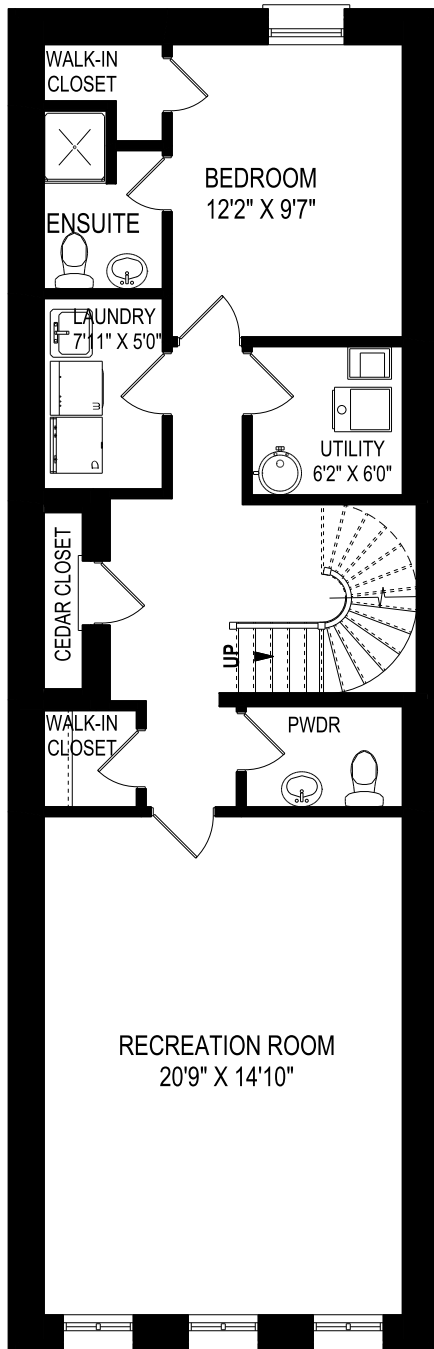 WALK-IN
CLOSET
BEDROOM
12'2" X 9'7"
ENSUITE
LAUNDRY
7'11" X 5'0"
W
D
UTILITY
6'2" X 6'0"
CEDAR CLOSET
UP
WALK-IN
CLOSET
PWDR
RECREATION ROOM
20'9" X 14'10"